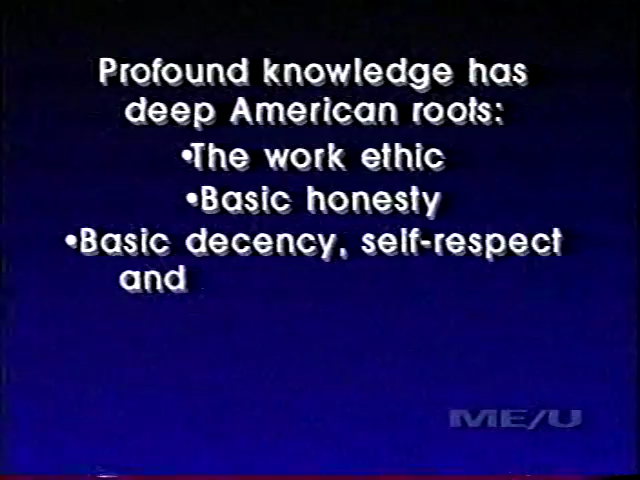 Profound knowledge has
deep American roots:
•The work ethic
•Basic honesty
•Basic decency, self-respect
and
ME/U